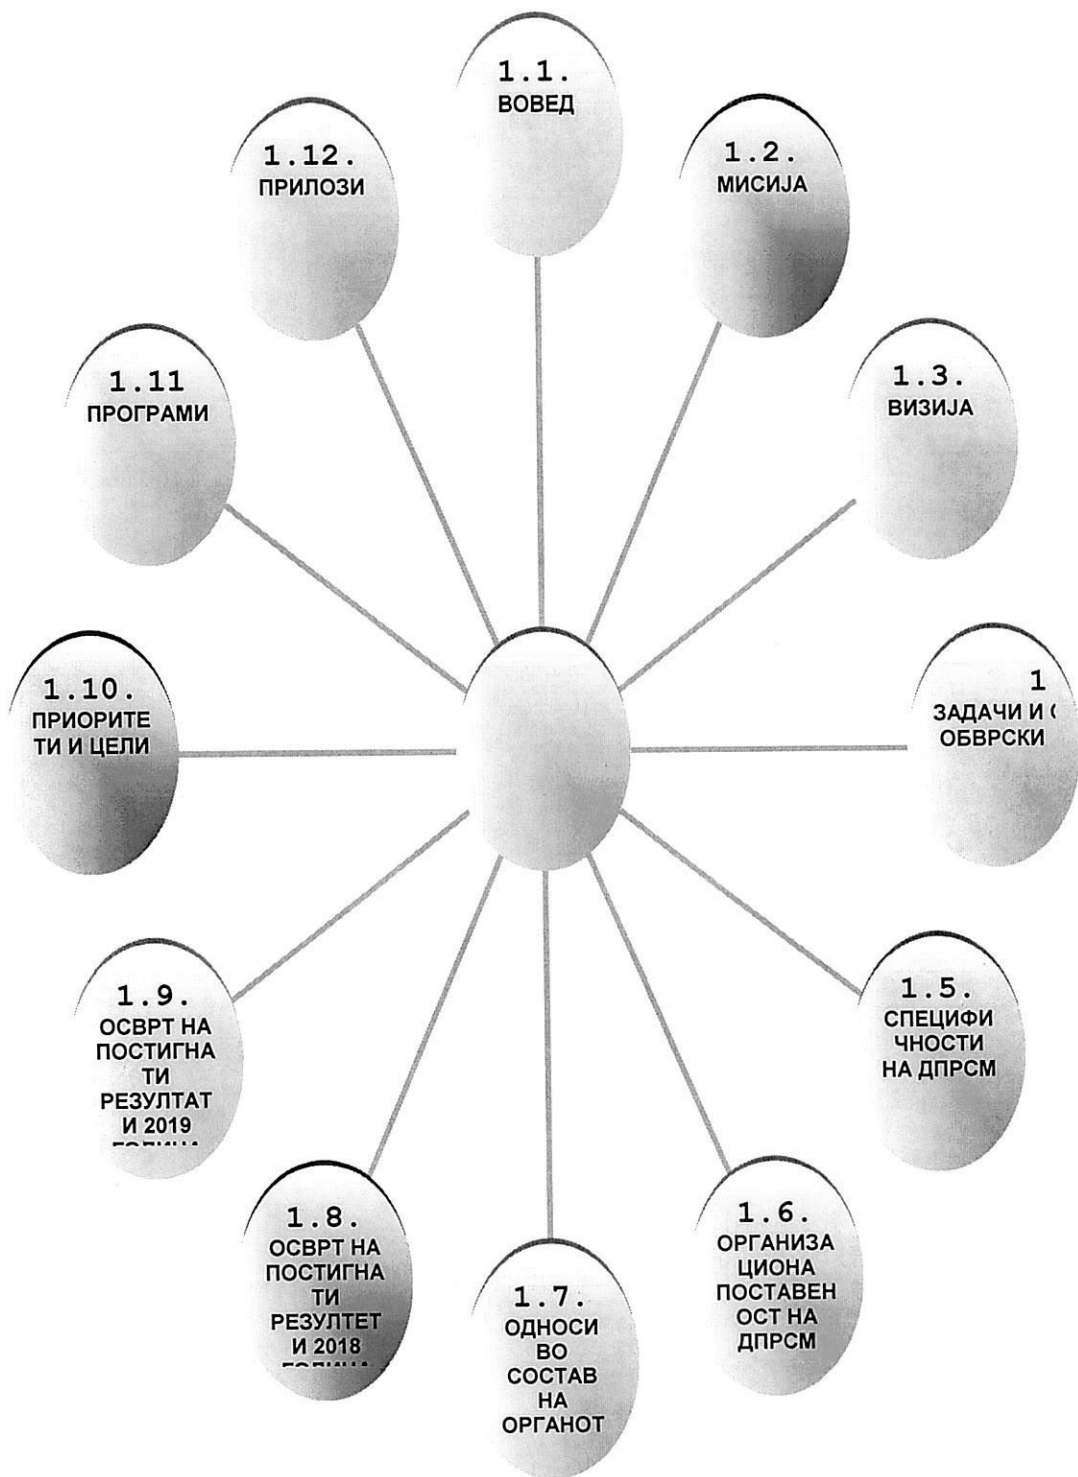 1.1.
ВОВЕД
1.2.
МИСИЈА
1.3.
ВИЗИЈА
1
ЗАДАЧИ И
ОБВРСКИ
1.5.
СПЕЦИФИ
ЧНОСТИ
НА ДПРСМ
1.6.
ОРГАНИЗА
ЦИОНА
ПОСТАВЕН
ОСТ НА
ДПРСМ
1.7.
ОДНОСИ
ВО
СОСТАВ
НА
ОРГАНОТ
1.8.
ОСВРТ НА
ПОСТИГНА
ТИ
РЕЗУЛТЕТ
И 2018
ГОДИНА
1.9.
ОСВРТ НА
ПОСТИГНА
ТИ
РЕЗУЛТАТ
И 2019
ГОДИНА
1.10.
ПРИОРИТЕ
ТИ И ЦЕЛИ
1.11
ПРОГРАМИ
1.12.
ПРИЛОЗИ